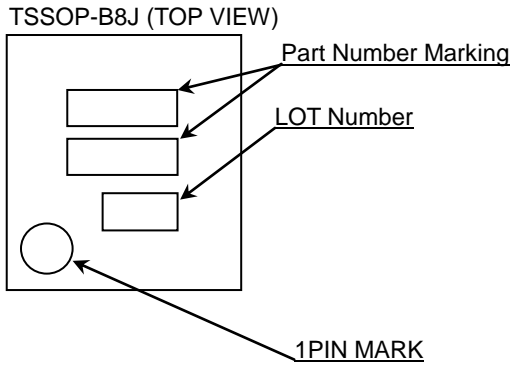 TSSOP-B8J (TOP VIEW)
Part Number Marking
LOT Number
1PIN MARK